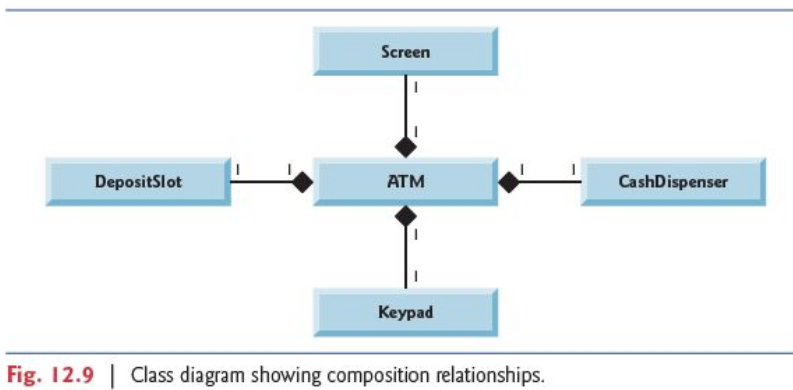 Screen
1
1
DepositSlot 1 1 ATM 1 1 CashDispenser
1
1
Keypad
Fig. 12.9 | Class diagram showing composition relationships.